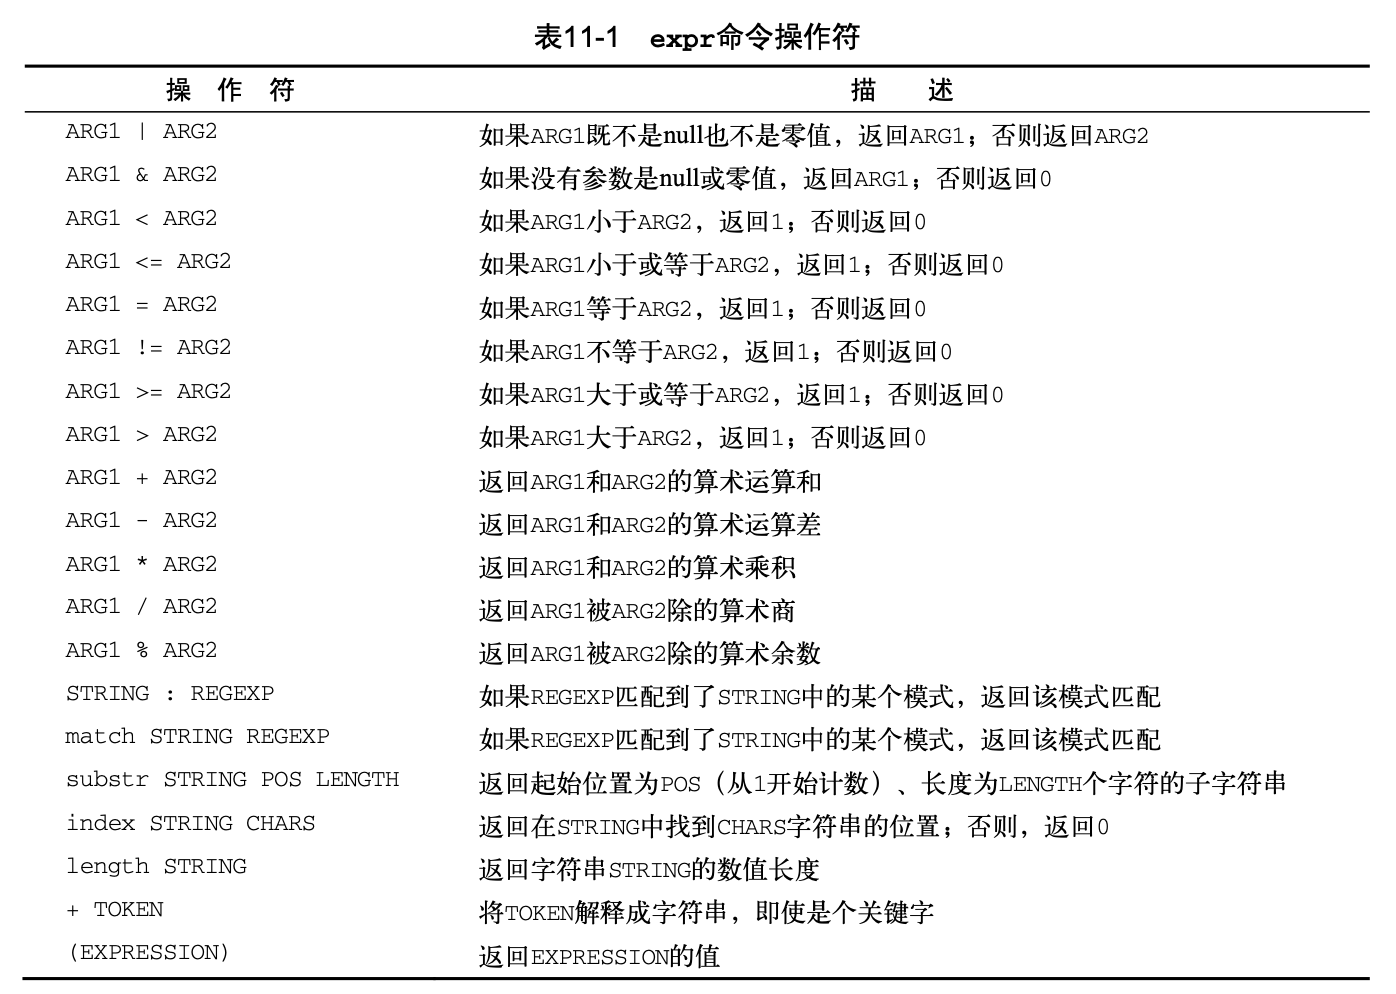 表11-1 expr命令操作符
操 作 符 描 述
ARG1 | ARG2 如果ARG1既不是null也不是零值，返回ARG1；否则返回ARG2
ARG1 & ARG2 如果没有参数是null或零值，返回ARG1；否则返回0
ARG1 < ARG2 如果ARG1小于ARG2，返回1；否则返回0
ARG1 <= ARG2 如果ARG1小于或等于ARG2，返回1；否则返回0
ARG1 = ARG2 如果ARG1等于ARG2，返回1；否则返回0
ARG1 != ARG2 如果ARG1不等于ARG2，返回1；否则返回0
ARG1 >= ARG2 如果ARG1大于或等于ARG2，返回1；否则返回0
ARG1 > ARG2 如果ARG1大于ARG2，返回1；否则返回0
ARG1 + ARG2 返回ARG1和ARG2的算术运算和
ARG1 - ARG2 返回ARG1和ARG2的算术运算差
ARG1 * ARG2 返回ARG1和ARG2的算术乘积
ARG1 / ARG2 返回ARG1被ARG2除的算术商
ARG1 % ARG2 返回ARG1被ARG2除的算术余数
STRING : REGEXP 如果REGEXP匹配到了STRING中的某个模式，返回该模式匹配
match STRING REGEXP 如果REGEXP匹配到了STRING中的某个模式，返回该模式匹配
substr STRING POS LENGTH 返回起始位置为POS（从1开始计数）、长度为LENGTH个字符的子字符串
index STRING CHARS 返回在STRING中找到CHARS字符串的位置；否则，返回0
length STRING 返回字符串STRING的数值长度
+ TOKEN 将TOKEN解释成字符串，即使是个关键字
(EXPRESSION) 返回EXPRESSION的值